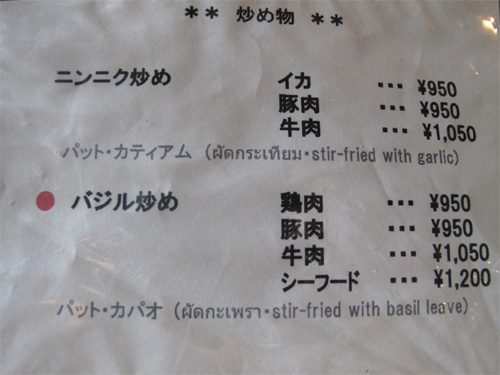 ** 炒め物 **
ニンニク炒め イカ ... ¥950
豚肉 ... ¥950
牛肉 ... ¥1,050
パット・カティアム (ผัดกระเทียม・stir-fried with garlic)
● バジル炒め 鶏肉 ... ¥950
豚肉 ... ¥950
牛肉 ... ¥1,050
シーフード ... ¥1,200
パット・カパオ (ผัดกะเพรา・stir-fried with basil leave)